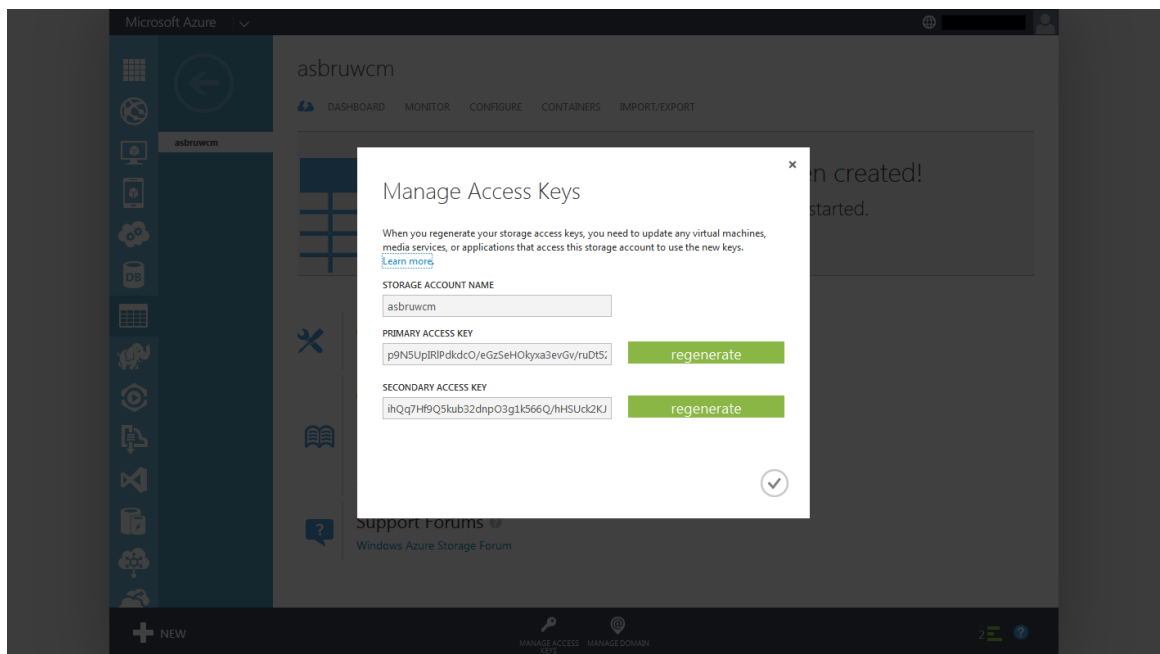 Microsoft Azure
asbruwcm
DASHBOARD MONITOR CONFIGURE CONTAINERS IMPORT/EXPORT
asbruwcm
n created!
started.
Manage Access Keys
When you regenerate your storage access keys, you need to update any virtual machines,
media services, or applications that access this storage account to use the new keys.
Learn more.
STORAGE ACCOUNT NAME
asbruwcm
PRIMARY ACCESS KEY
p9N5UpIRlPdkdcO/eGzSeHOkyxa3evGv/ruDt52
regenerate
SECONDARY ACCESS KEY
ihQq7Hf9Q5kub32dnpO3g1k566Q/hHSUck2KJ
regenerate
DB
Support Forums
Windows Azure Storage Forum
NEW
MANAGE ACCESS KEYS
MANAGE DOMAIN
2